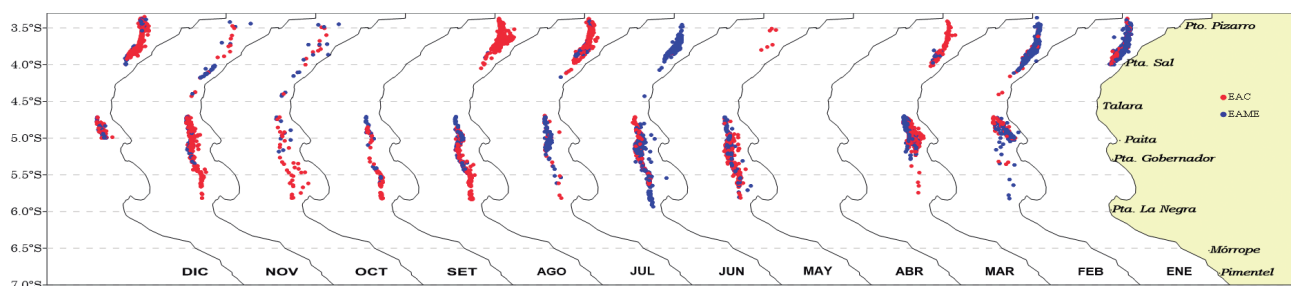 3.5°S
4.0°S
4.5°S
5.0°S
5.5°S
6.0°S
6.5°S
7.0°S
Pto. Pizarro
Pta. Sal
Talara
EAC
EAME
Paita
Pta. Gobernador
Pta. La Negra
Mórrope
Pimentel
DIC NOV OCT SET AGO JUL JUN MAY ABR MAR FEB ENE